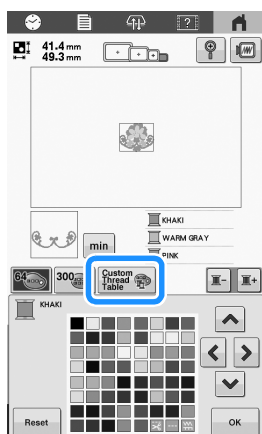 41.4 mm
49.3 mm
KHAKI
WARM GRAY
PINK
min
64
300
Custom
Thread
Table
KHAKI
Reset
OK